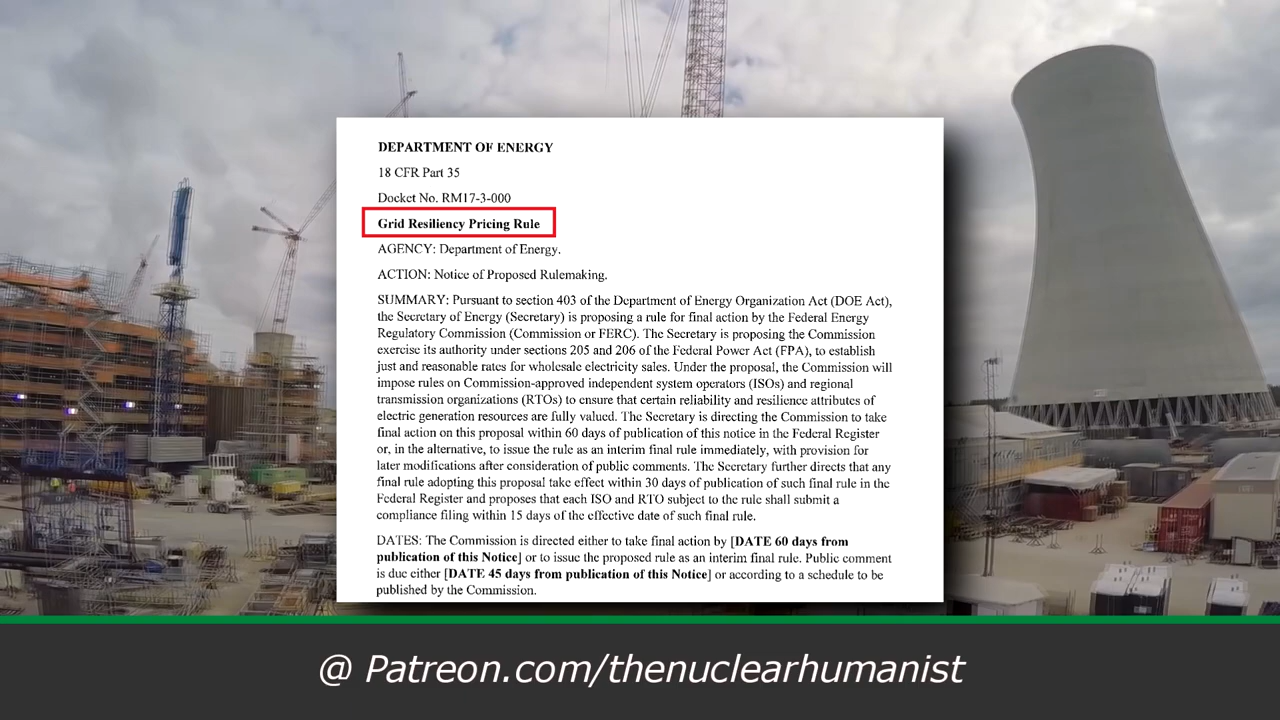 DEPARTMENT OF ENERGY
18 CFR Part 35
Docket No. RM17-3-000
Grid Resiliency Pricing Rule
AGENCY: Department of Energy.
ACTION: Notice of Proposed Rulemaking.
SUMMARY: Pursuant to section 403 of the Department of Energy Organization Act (DOE Act),
the Secretary of Energy (Secretary) is proposing a rule for final action by the Federal Energy
Regulatory Commission (Commission or FERC). The Secretary is proposing the Commission
exercise its authority under sections 205 and 206 of the Federal Power Act (FPA), to establish
just and reasonable rates for wholesale electricity sales. Under the proposal, the Commission will
impose rules on Commission-approved independent system operators (ISOs) and regional
transmission organizations (RTOs) to ensure that certain reliability and resilience attributes of
electric generation resources are fully valued. The Secretary is directing the Commission to take
final action on this proposal within 60 days of publication of this notice in the Federal Register
or, in the alternative, to issue the rule as an interim final rule immediately, with provision for
later modifications after consideration of public comments. The Secretary further directs that any
final rule adopting this proposal take effect within 30 days of publication of such final rule in the
Federal Register and proposes that each ISO and RTO subject to the rule shall submit a
compliance filing within 15 days of the effective date of such final rule.
DATES: The Commission is directed either to take final action by [DATE 60 days from
publication of this Notice] or to issue the proposed rule as an interim final rule. Public comment
is due either [DATE 45 days from publication of this Notice] or according to a schedule to be
published by the Commission.
@ Patreon.com/thenuclearhumanist